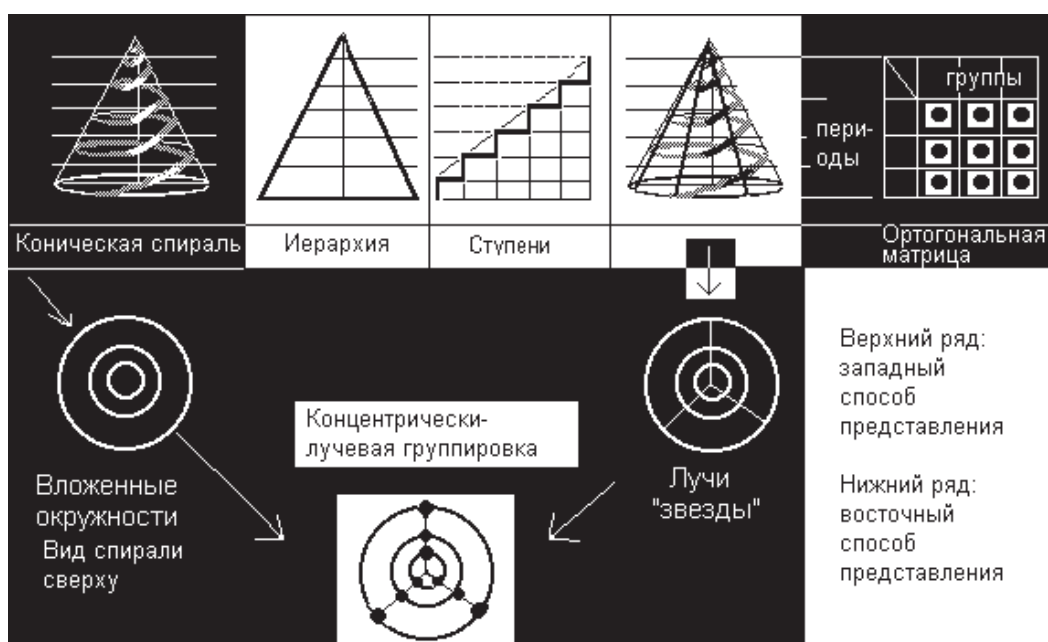 группы
пери-
оды
Коническая спираль
Иерархия
Ступени
Ортогональная
матрица
Верхний ряд:
западный
способ
представления
Концентрически-
лучевая группировка
Лучи
"звезды"
Вложенные
окружности
Вид спирали
сверху
Нижний ряд:
восточный
способ
представления